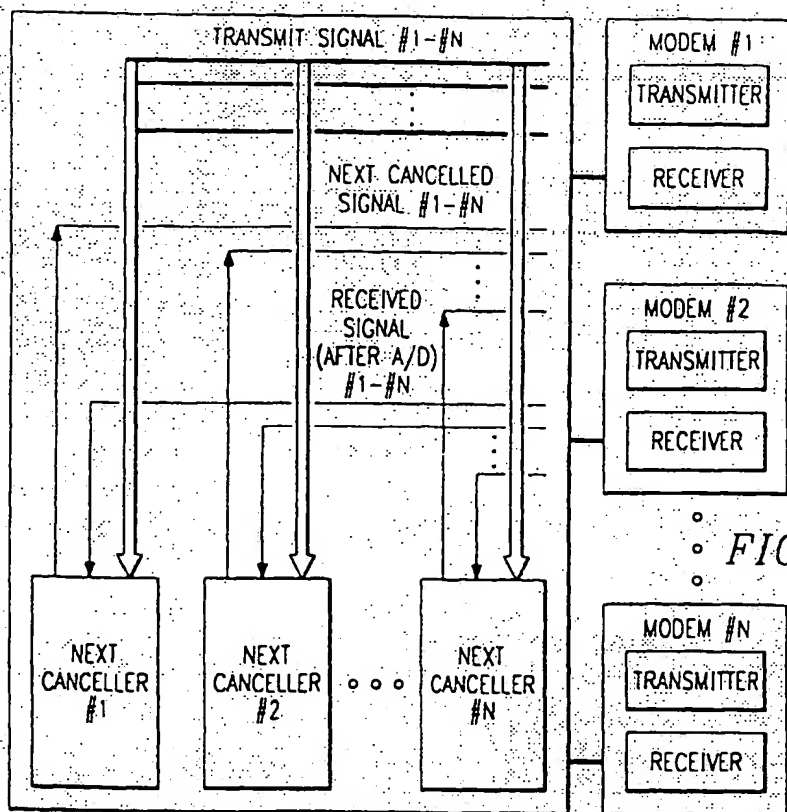 TRANSMIT SIGNAL #1-#N
NEXT CANCELLED
SIGNAL #1-#N
RECEIVED
SIGNAL
(AFTER A/D)
#1-#N
NEXT
CANCELLER
#1
NEXT
CANCELLER
#2
NEXT
CANCELLER
#N
MODEM #1
TRANSMITTER
RECEIVER
MODEM #2
TRANSMITTER
RECEIVER
FIG
MODEM #N
TRANSMITTER
RECEIVER